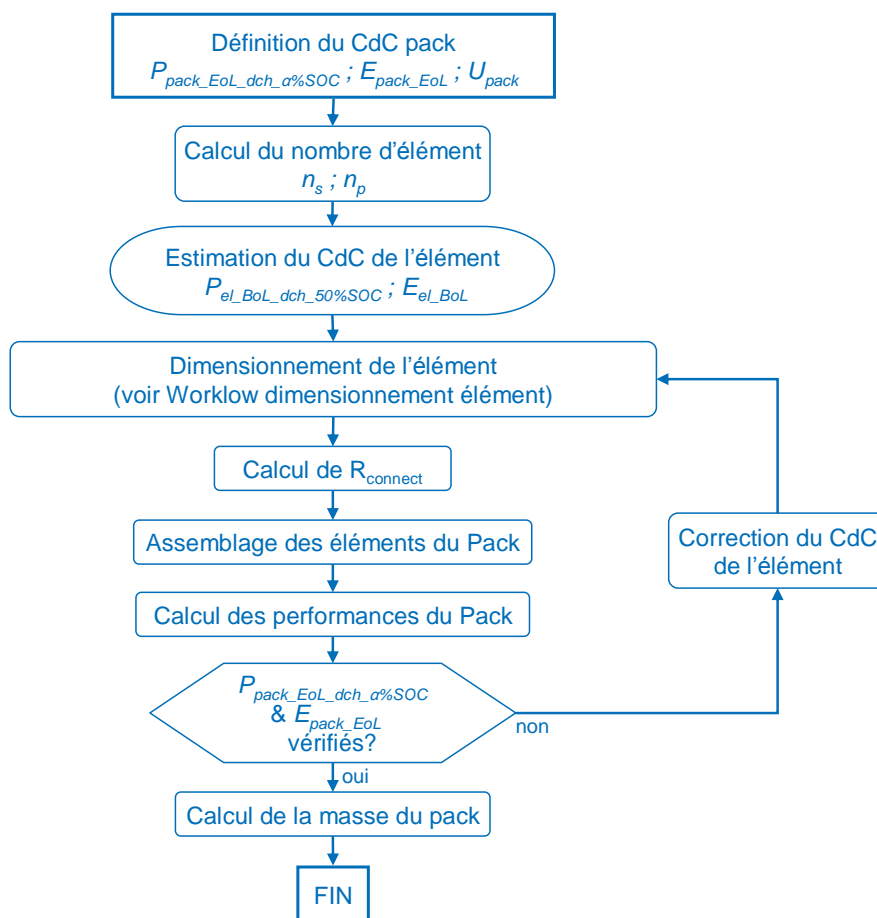 Définition du CdC pack
P_pack_EoL_dch_α%SOC ; E_pack_EoL ; U_pack
Calcul du nombre d'élément
n_s ; n_p
Estimation du CdC de l'élément
P_el_BoL_dch_50%SOC ; E_el_BoL
Dimensionnement de l'élément
(voir Worklow dimensionnement élément)
Calcul de R_connect
Assemblage des éléments du Pack
Correction du CdC
de l'élément
Calcul des performances du Pack
P_pack_EoL_dch_α%SOC
& E_pack_EoL
vérifiés?
non
oui
Calcul de la masse du pack
FIN